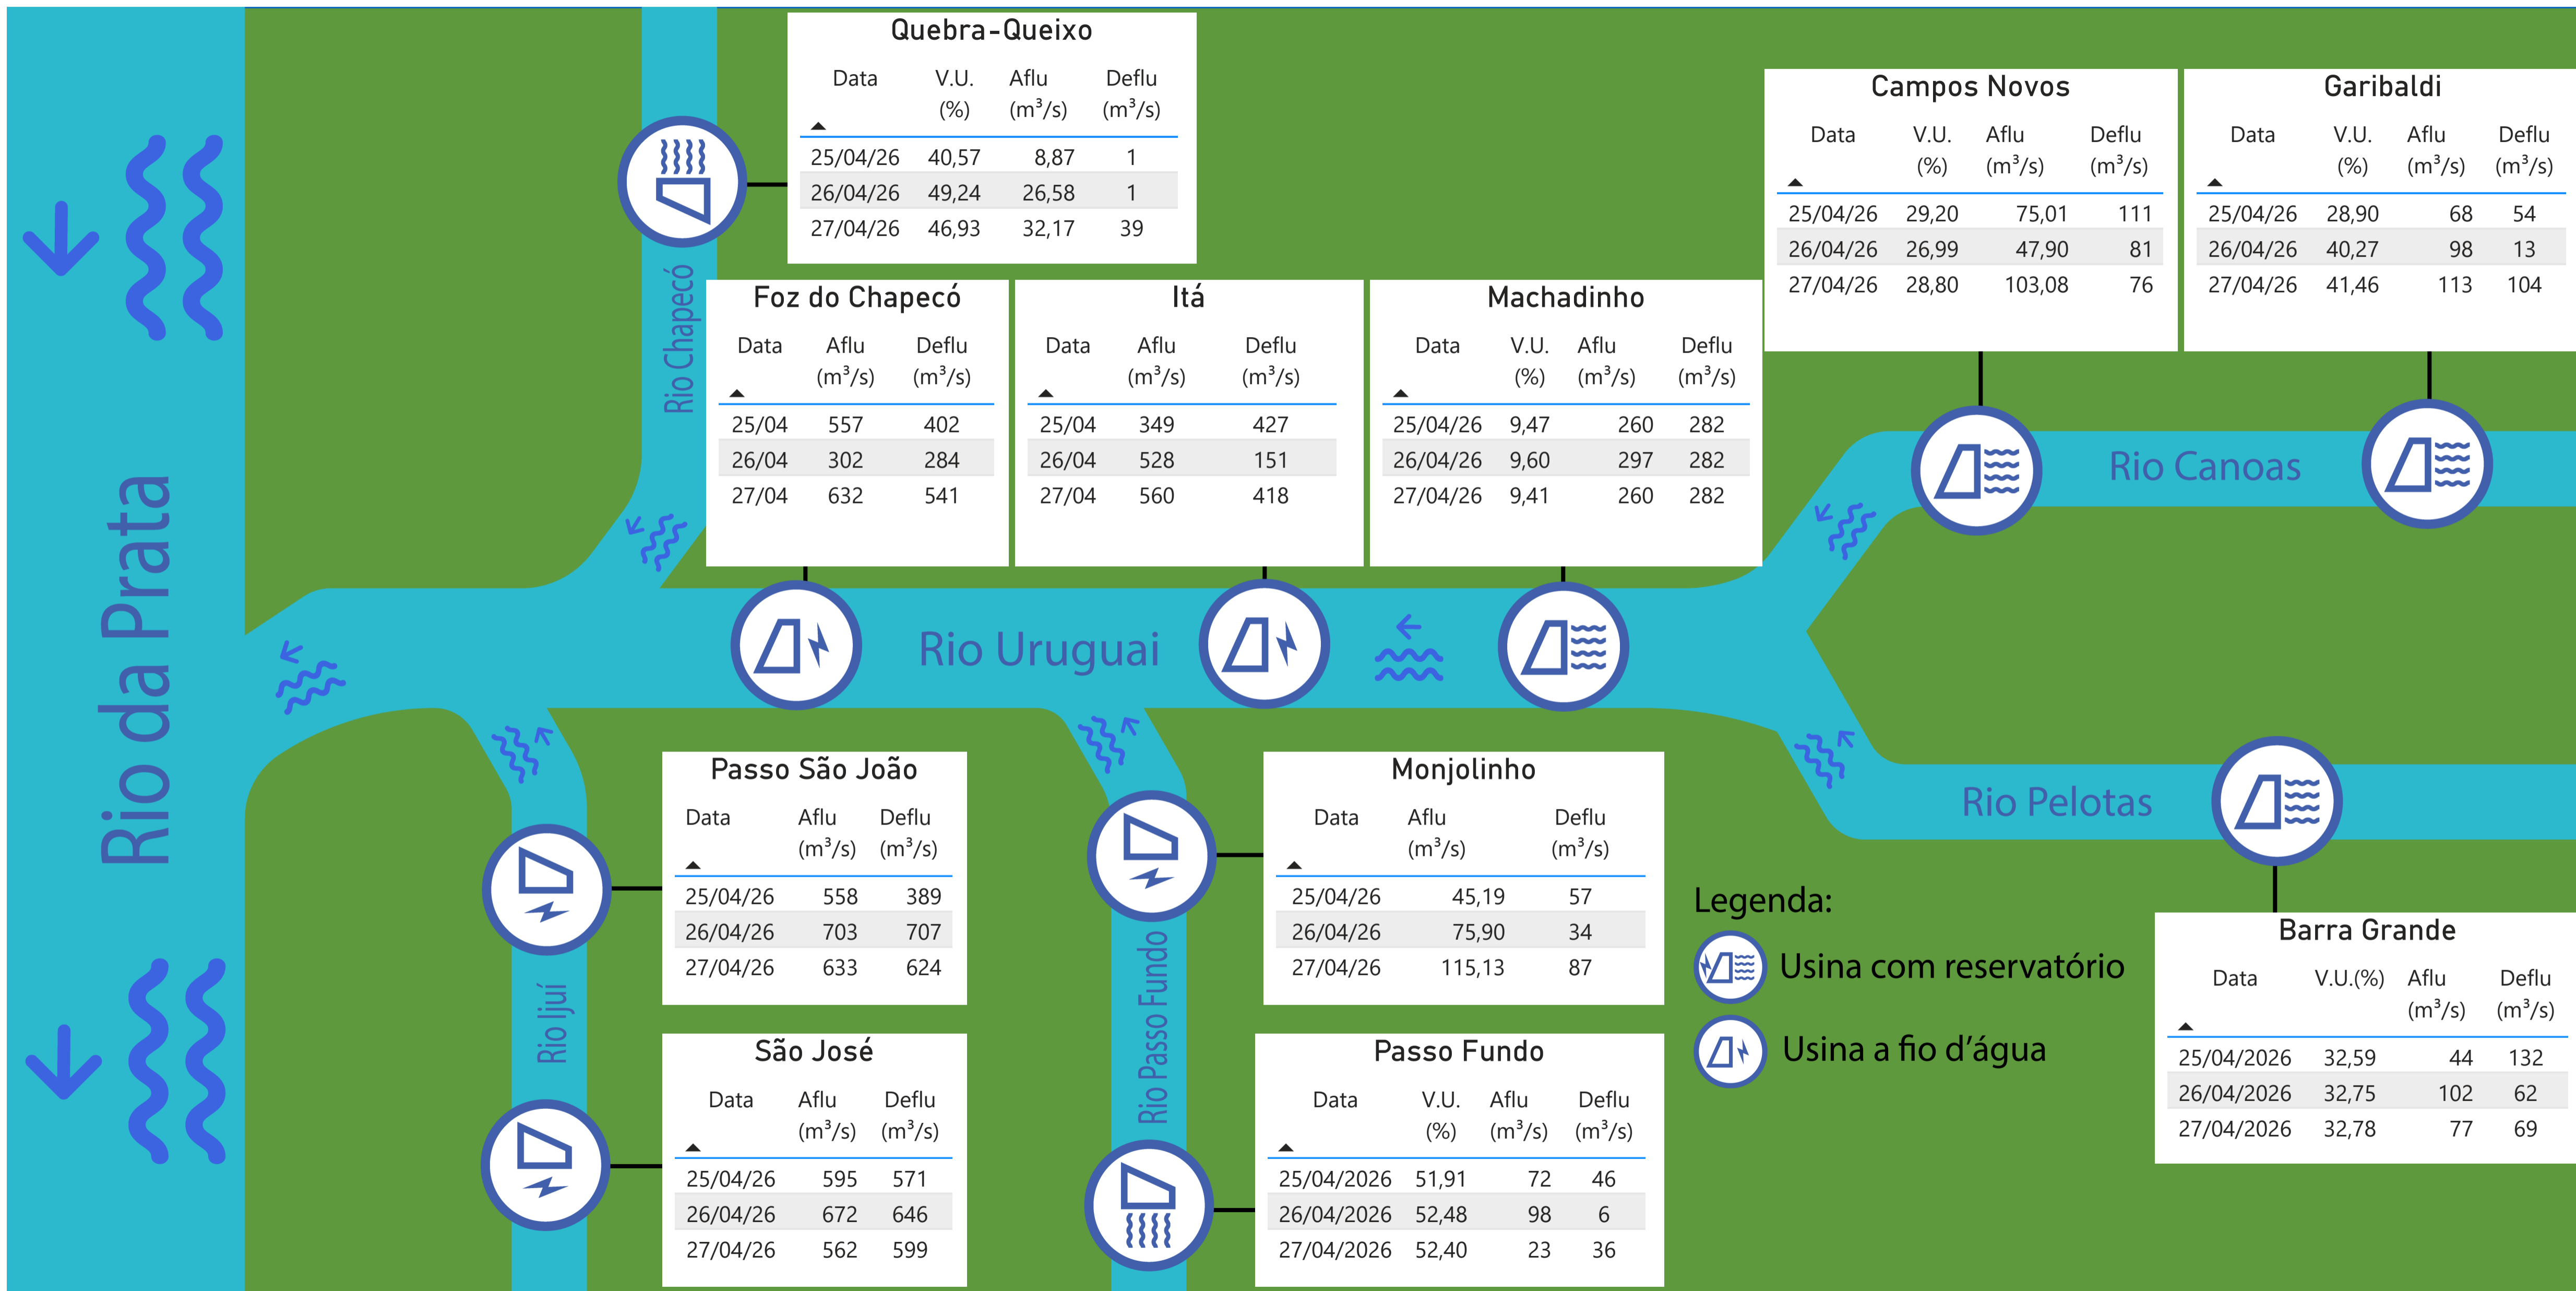 Rio da Prata
Quebra-Queixo
Data V.U. (%) Aflu (m³/s) Deflu (m³/s)
25/04/26 40,57 8,87 1
26/04/26 49,24 26,58 1
27/04/26 46,93 32,17 39
Rio Chapecó
Campos Novos
Data V.U. (%) Aflu (m³/s) Deflu (m³/s)
25/04/26 29,20 75,01 111
26/04/26 26,99 47,90 81
27/04/26 28,80 103,08 76
Garibaldi
Data V.U. (%) Aflu (m³/s) Deflu (m³/s)
25/04/26 28,90 68 54
26/04/26 40,27 98 13
27/04/26 41,46 113 104
Foz do Chapecó
Data Aflu (m³/s) Deflu (m³/s)
25/04 557 402
26/04 302 284
27/04 632 541
Itá
Data Aflu (m³/s) Deflu (m³/s)
25/04 349 427
26/04 528 151
27/04 560 418
Machadinho
Data V.U. (%) Aflu (m³/s) Deflu (m³/s)
25/04/26 9,47 260 282
26/04/26 9,60 297 282
27/04/26 9,41 260 282
Rio Canoas
Rio Uruguai
Rio Pelotas
Passo São João
Data Aflu (m³/s) Deflu (m³/s)
25/04/26 558 389
26/04/26 703 707
27/04/26 633 624
Rio Ijuí
São José
Data Aflu (m³/s) Deflu (m³/s)
25/04/26 595 571
26/04/26 672 646
27/04/26 562 599
Monjolinho
Data Aflu (m³/s) Deflu (m³/s)
25/04/26 45,19 57
26/04/26 75,90 34
27/04/26 115,13 87
Rio Passo Fundo
Passo Fundo
Data V.U. (%) Aflu (m³/s) Deflu (m³/s)
25/04/2026 51,91 72 46
26/04/2026 52,48 98 6
27/04/2026 52,40 23 36
Legenda:
Usina com reservatório
Usina a fio d’água
Barra Grande
Data V.U.(%) Aflu (m³/s) Deflu (m³/s)
25/04/2026 32,59 44 132
26/04/2026 32,75 102 62
27/04/2026 32,78 77 69